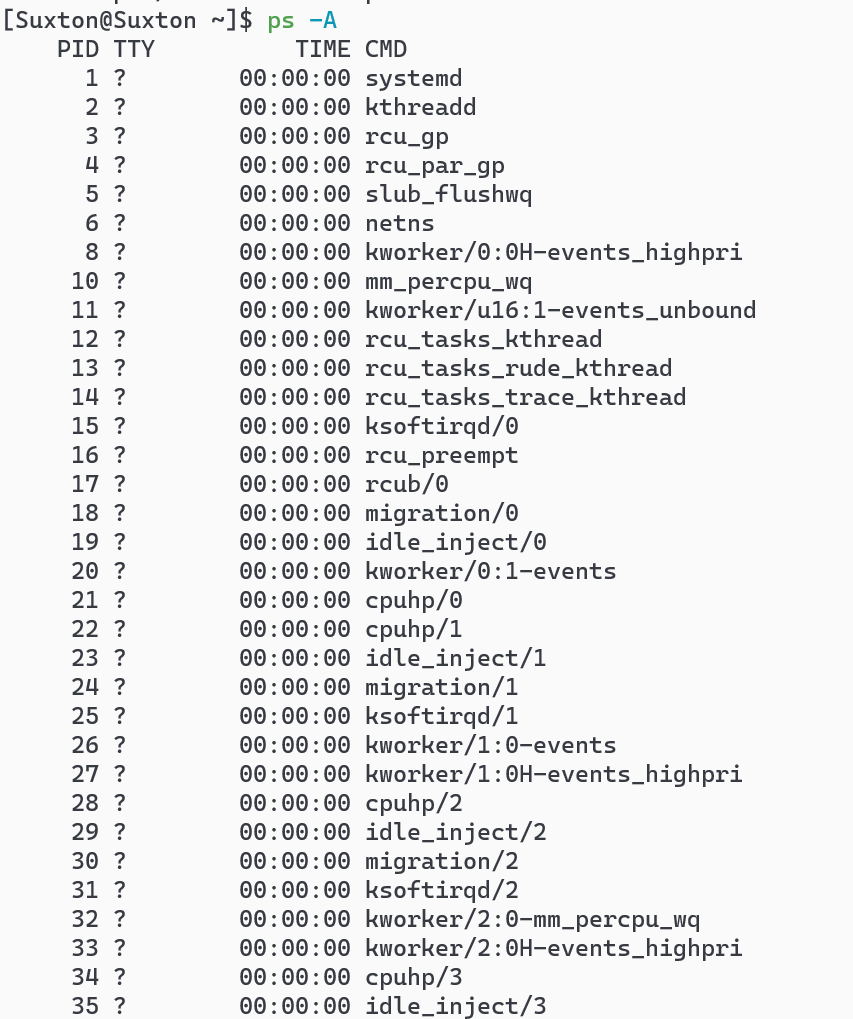 [Suxton@Suxton ~]$ ps -A
    PID TTY          TIME CMD
      1 ?        00:00:00 systemd
      2 ?        00:00:00 kthreadd
      3 ?        00:00:00 rcu_gp
      4 ?        00:00:00 rcu_par_gp
      5 ?        00:00:00 slub_flushwq
      6 ?        00:00:00 netns
      8 ?        00:00:00 kworker/0:0H-events_highpri
     10 ?        00:00:00 mm_percpu_wq
     11 ?        00:00:00 kworker/u16:1-events_unbound
     12 ?        00:00:00 rcu_tasks_kthread
     13 ?        00:00:00 rcu_tasks_rude_kthread
     14 ?        00:00:00 rcu_tasks_trace_kthread
     15 ?        00:00:00 ksoftirqd/0
     16 ?        00:00:00 rcu_preempt
     17 ?        00:00:00 rcub/0
     18 ?        00:00:00 migration/0
     19 ?        00:00:00 idle_inject/0
     20 ?        00:00:00 kworker/0:1-events
     21 ?        00:00:00 cpuhp/0
     22 ?        00:00:00 cpuhp/1
     23 ?        00:00:00 idle_inject/1
     24 ?        00:00:00 migration/1
     25 ?        00:00:00 ksoftirqd/1
     26 ?        00:00:00 kworker/1:0-events
     27 ?        00:00:00 kworker/1:0H-events_highpri
     28 ?        00:00:00 cpuhp/2
     29 ?        00:00:00 idle_inject/2
     30 ?        00:00:00 migration/2
     31 ?        00:00:00 ksoftirqd/2
     32 ?        00:00:00 kworker/2:0-mm_percpu_wq
     33 ?        00:00:00 kworker/2:0H-events_highpri
     34 ?        00:00:00 cpuhp/3
     35 ?        00:00:00 idle_inject/3